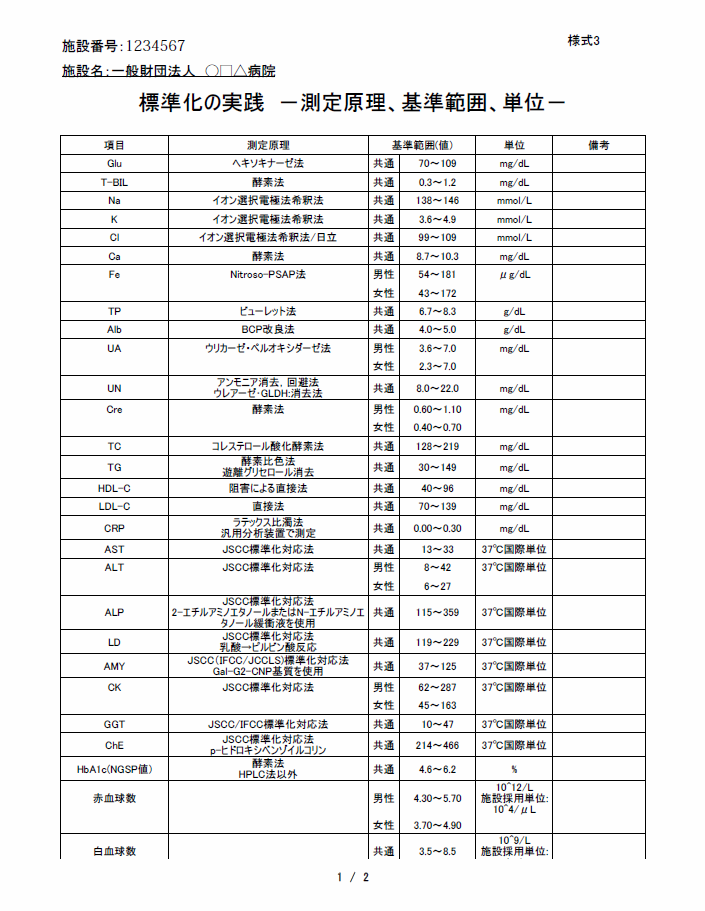 様式3
施設番号：1234567
施設名：一般財団法人　○□△病院
標準化の実践　－測定原理、基準範囲、単位－
項目 測定原理 基準範囲(値) 単位 備考
Glu ヘキソキナーゼ法 共通 70～109 mg/dL
T-BIL 酵素法 共通 0.3～1.2 mg/dL
Na イオン選択電極法希釈法 共通 138～146 mmol/L
K イオン選択電極法希釈法 共通 3.6～4.9 mmol/L
Cl イオン選択電極法希釈法/日立 共通 99～109 mmol/L
Ca 酵素法 共通 8.7～10.3 mg/dL
Fe Nitroso-PSAP法 男性 54～181 μg/dL
女性 43～172
TP ビューレット法 共通 6.7～8.3 g/dL
Alb BCP改良法 共通 4.0～5.0 g/dL
UA ウリカーゼ・ペルオキシダーゼ法 男性 3.6～7.0 mg/dL
女性 2.3～7.0
アンモニア消去，回避法
UN ウレアーゼ・GLDH:消去法 共通 8.0～22.0 mg/dL
Cre 酵素法 男性 0.60～1.10 mg/dL
女性 0.40～0.70
TC コレステロール酸化酵素法 共通 128～219 mg/dL
酵素比色法
TG 遊離グリセロール消去 共通 30～149 mg/dL
HDL-C 阻害による直接法 共通 40～96 mg/dL
LDL-C 直接法 共通 70～139 mg/dL
ラテックス比濁法
CRP 汎用分析装置で測定 共通 0.00～0.30 mg/dL
AST JSCC標準化対応法 共通 13～33 37℃国際単位
ALT JSCC標準化対応法 男性 8～42 37℃国際単位
女性 6～27
JSCC標準化対応法
ALP 2-エチルアミノエタノールまたはN-エチルアミノエ 共通 115～359 37℃国際単位
タノール緩衝液を使用
JSCC標準化対応法
LD 乳酸→ピルビン酸反応 共通 119～229 37℃国際単位
JSCC(IFCC/JCCLS)標準化対応法
AMY Gal-G2-CNP基質を使用 共通 37～125 37℃国際単位
CK JSCC標準化対応法 男性 62～287 37℃国際単位
女性 45～163
GGT JSCC/IFCC標準化対応法 共通 10～47 37℃国際単位
JSCC標準化対応法
ChE p-ヒドロキシベンゾイルコリン 共通 214～466 37℃国際単位
酵素法
HbA1c(NGSP値) HPLC法以外 共通 4.6～6.2 %
10^12/L
赤血球数 男性 4.30～5.70 施設採用単位:
10^4/μL
女性 3.70～4.90
10^9/L
白血球数 共通 3.5～8.5 施設採用単位:
1 / 2